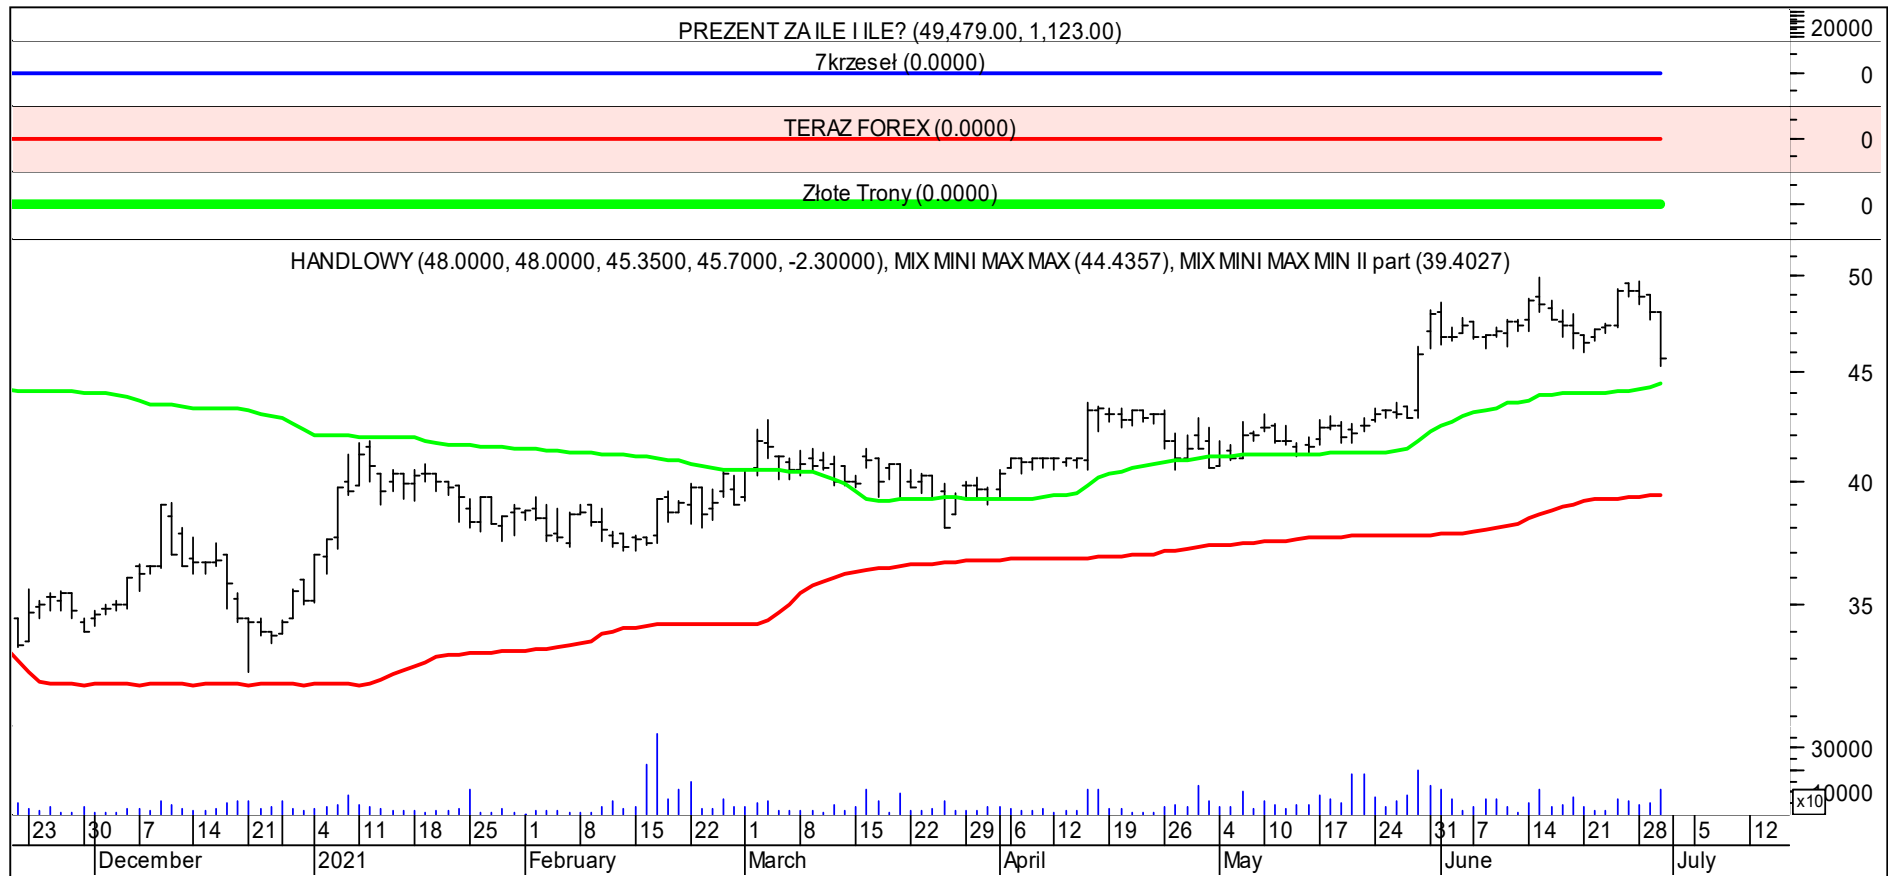 PREZENT ZA ILE I ILE? (49,479.00, 1,123.00)
20000
7krzeseł (0.0000)
0
TERAZ FOREX (0.0000)
0
Złote Trony (0.0000)
0
HANDLOWY (48.0000, 48.0000, 45.3500, 45.7000, -2.30000), MIX MINI MAX MAX (44.4357), MIX MINI MAX MIN II part (39.4027)
50
45
40
35
30000
10000
x10
23 30 7 14 21 4 11 18 25 1 8 15 22 1 8 15 22 29 6 12 19 26 4 10 17 24 31 7 14 21 28 5 12
December 2021 February March April May June July